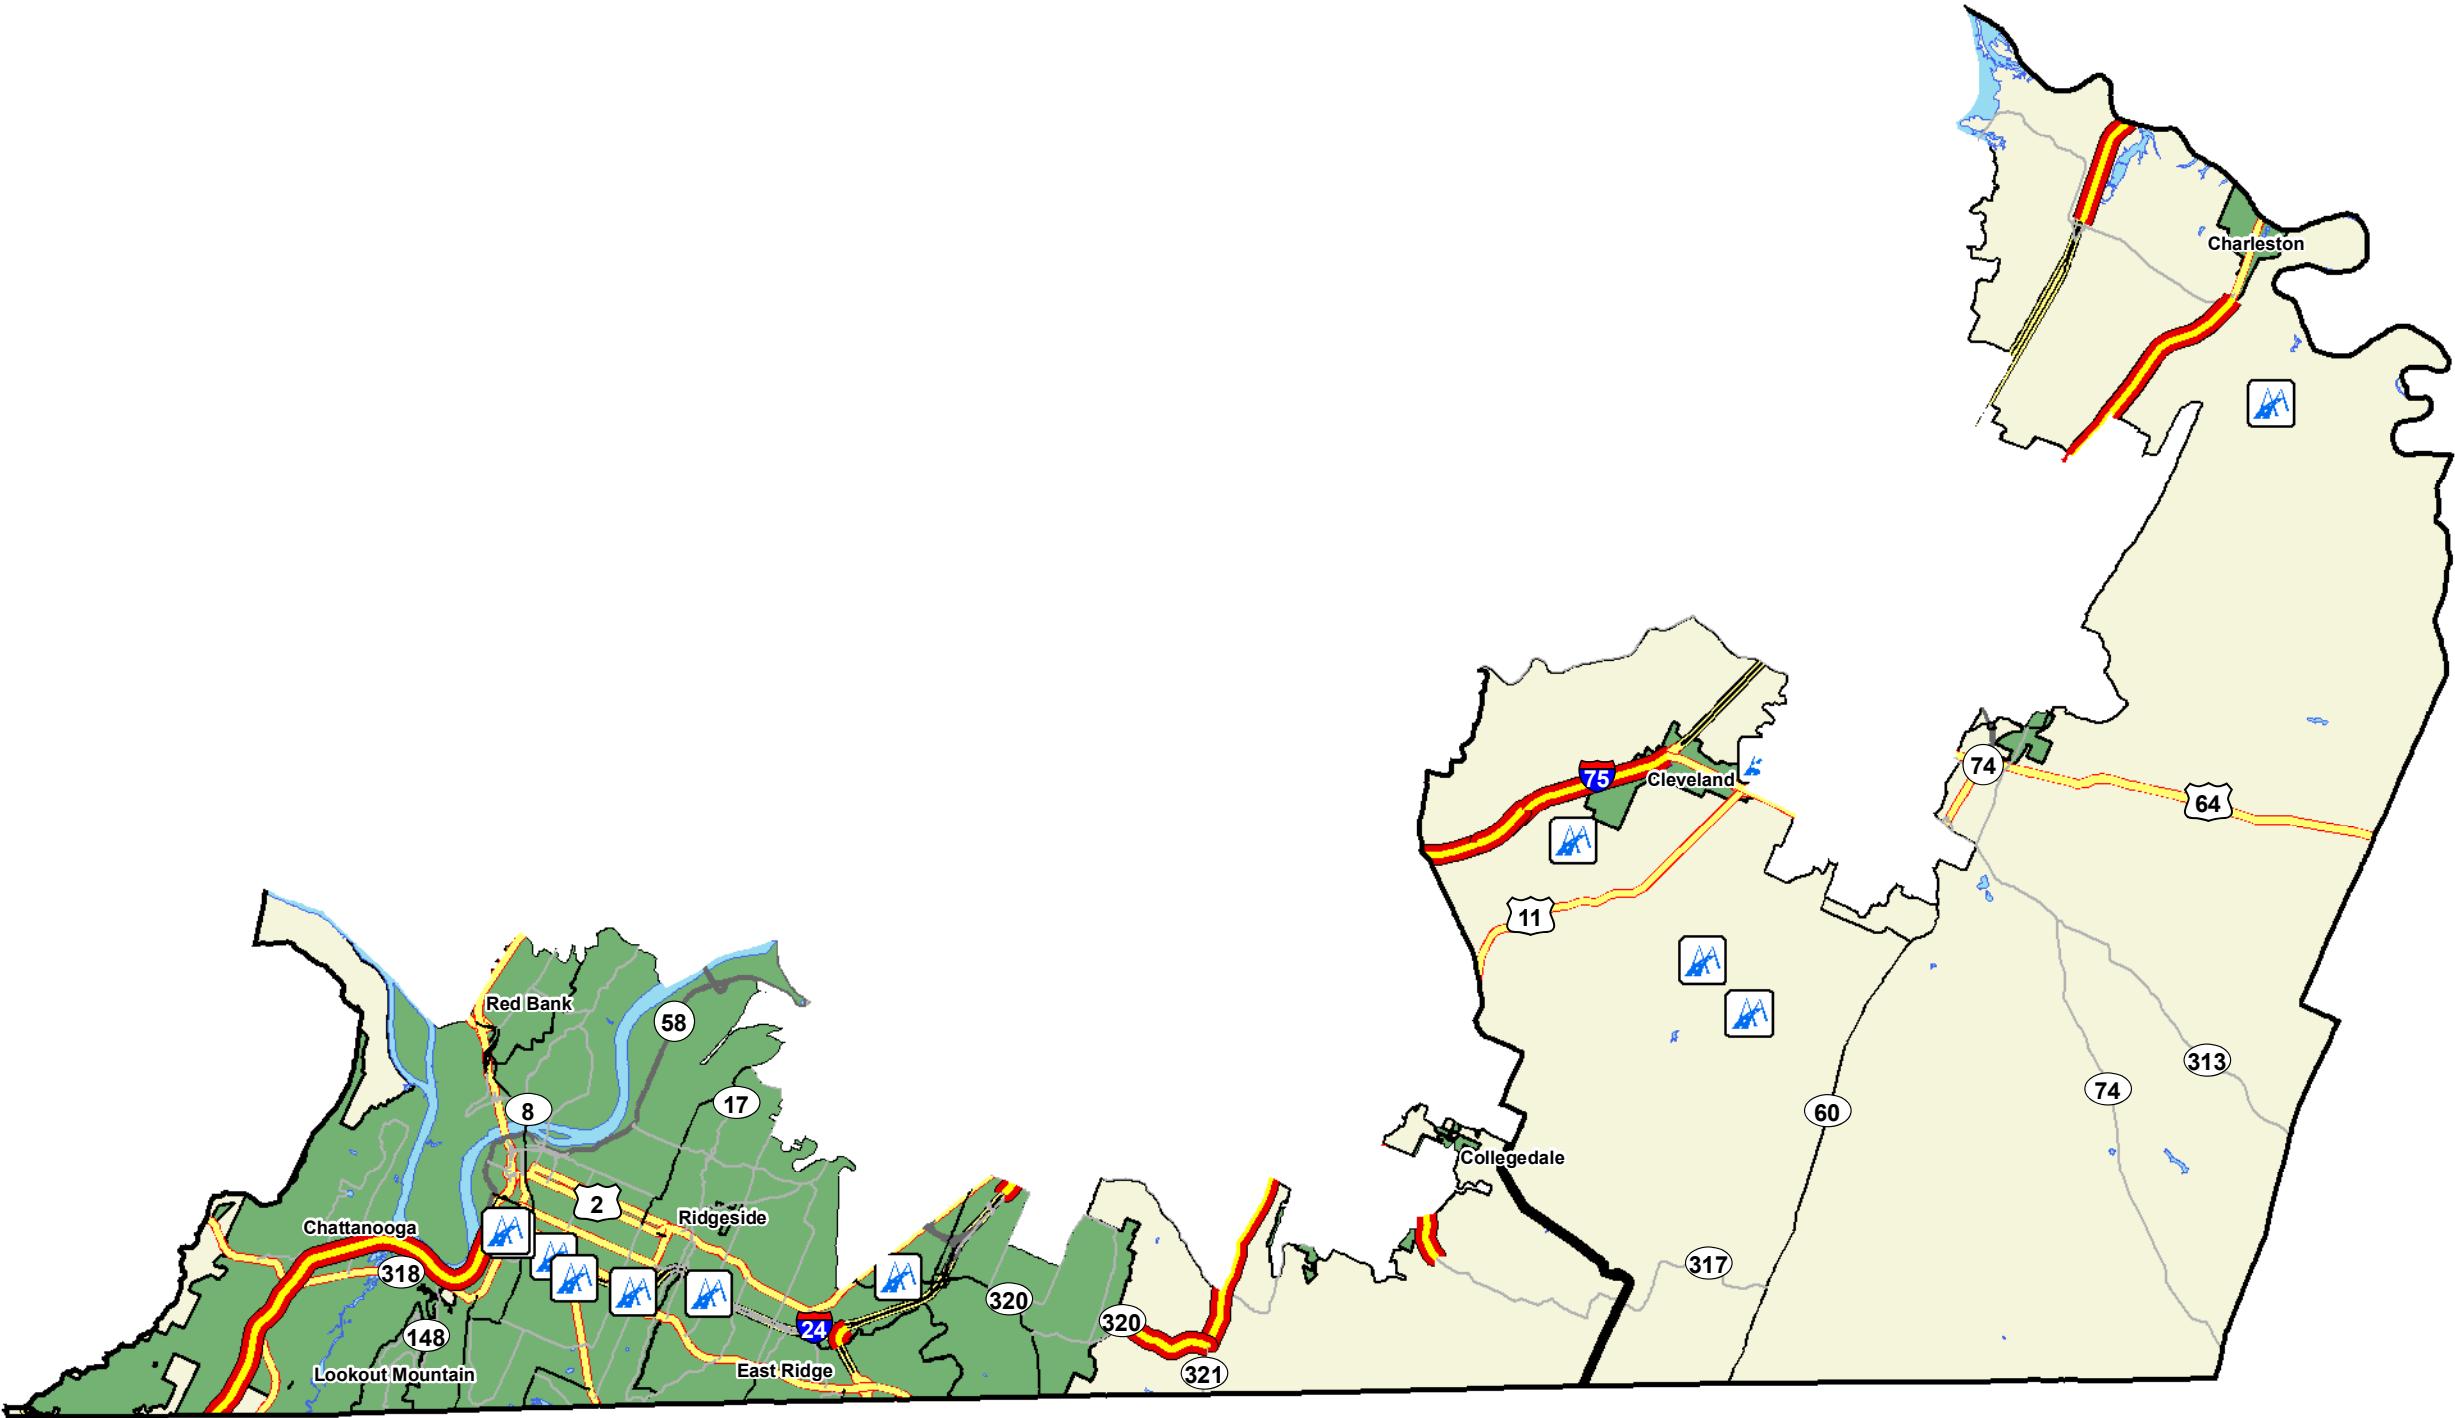 Charleston
74
75
Cleveland
64
11
Red Bank
58
313
74
17
8
60
Collegedale
2
Ridgeside
Chattanooga
317
318
320
320
24
148
East Ridge
321
Lookout Mountain